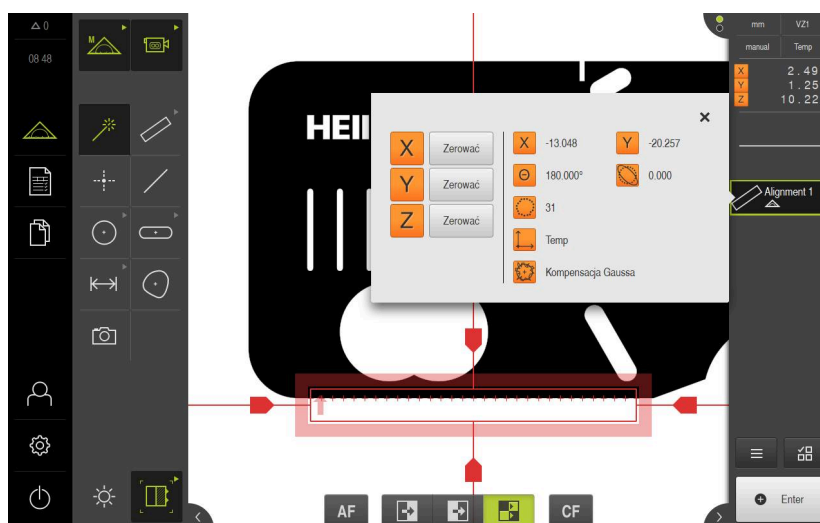 0
08 48
M
HEI
X Zerować
Y Zerować
Z Zerować
X -13.048 Y -20.257
Θ 180.000° 0.000
31
Temp
Kompensacja Gaussa
mm VZ1
manual Temp
X 2.49
Y 1.25
Z 10.22
Alignment 1
AF
CF
Enter